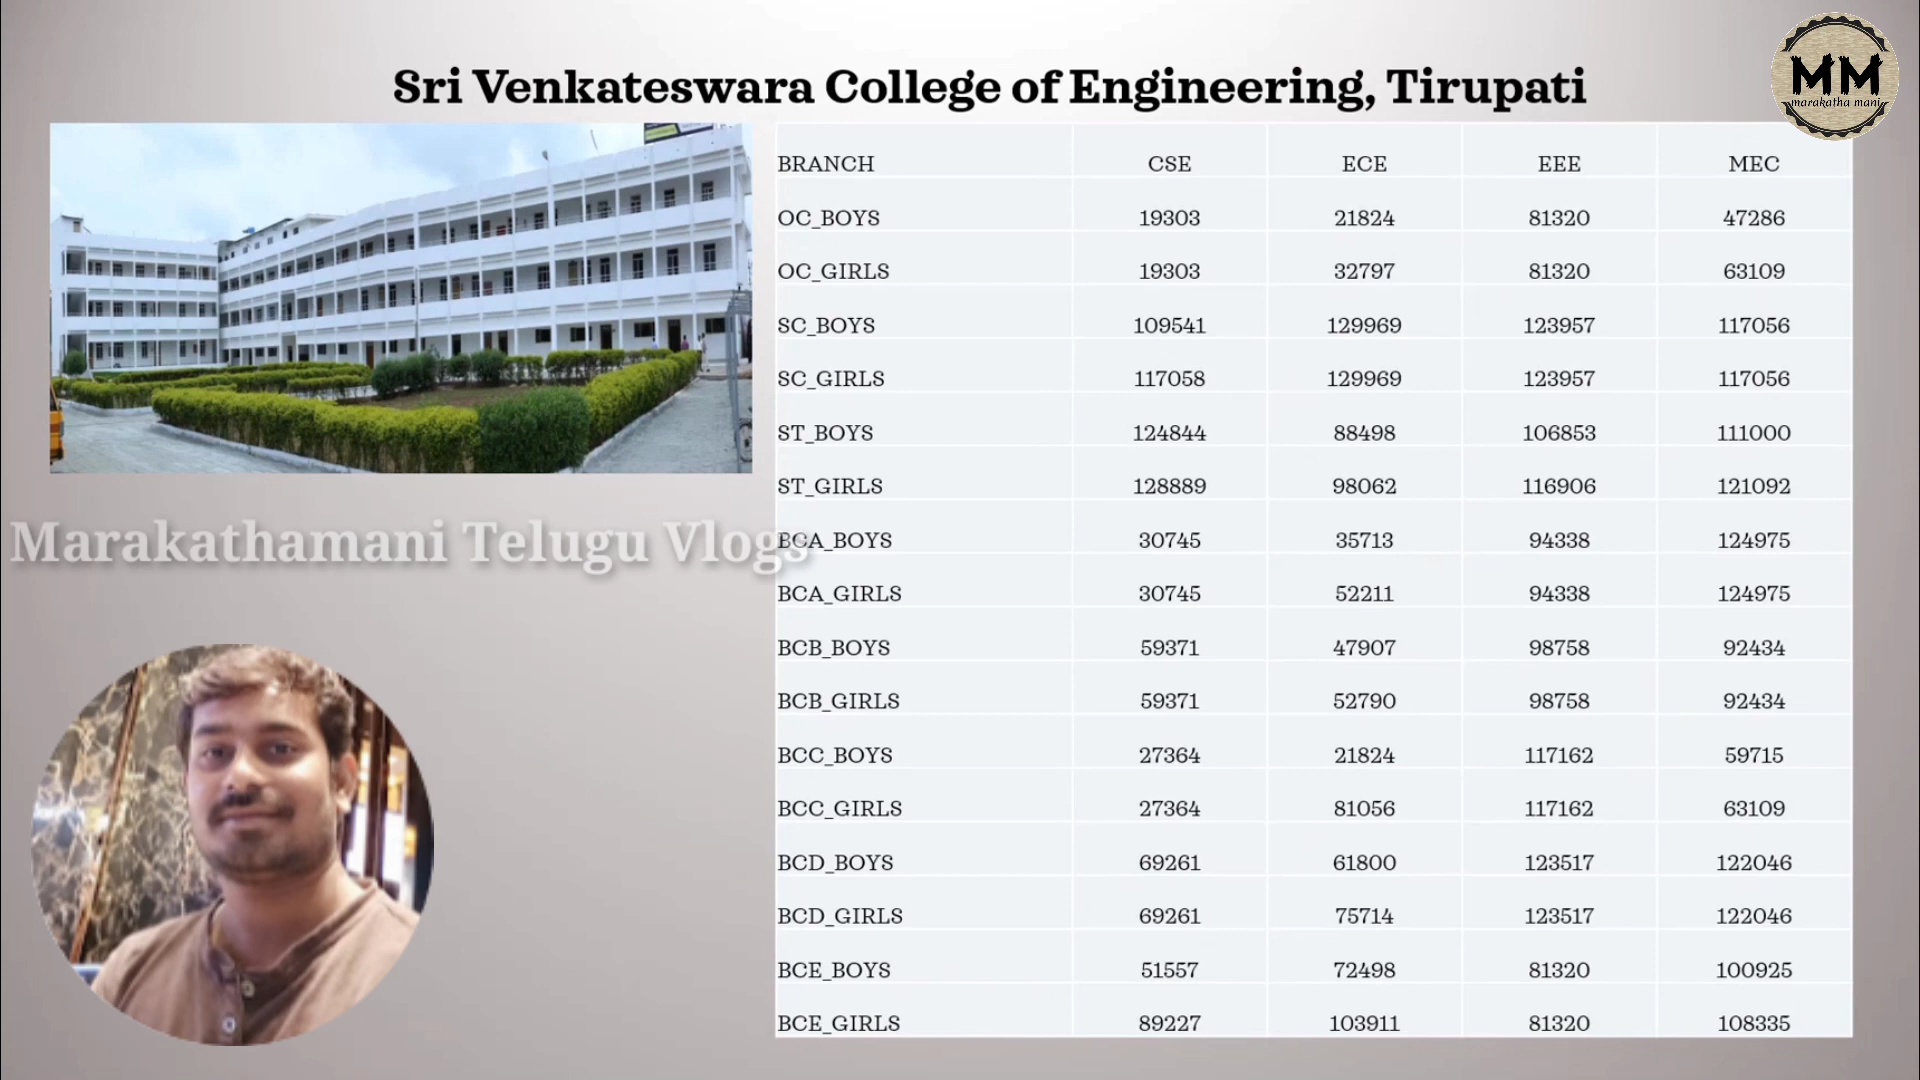 Sri Venkateswara College of Engineering, Tirupati
MM
marakatha mani
BRANCH CSE ECE EEE MEC
OC_BOYS 19303 21824 81320 47286
OC_GIRLS 19303 32797 81320 63109
SC_BOYS 109541 129969 123957 117056
SC_GIRLS 117058 129969 123957 117056
ST_BOYS 124844 88498 106853 111000
ST_GIRLS 128889 98062 116906 121092
Marakathamani Telugu Vlogs
BCA_BOYS 30745 35713 94338 124975
BCA_GIRLS 30745 52211 94338 124975
BCB_BOYS 59371 47907 98758 92434
BCB_GIRLS 59371 52790 98758 92434
BCC_BOYS 27364 21824 117162 59715
BCC_GIRLS 27364 81056 117162 63109
BCD_BOYS 69261 61800 123517 122046
BCD_GIRLS 69261 75714 123517 122046
BCE_BOYS 51557 72498 81320 100925
BCE_GIRLS 89227 103911 81320 108335